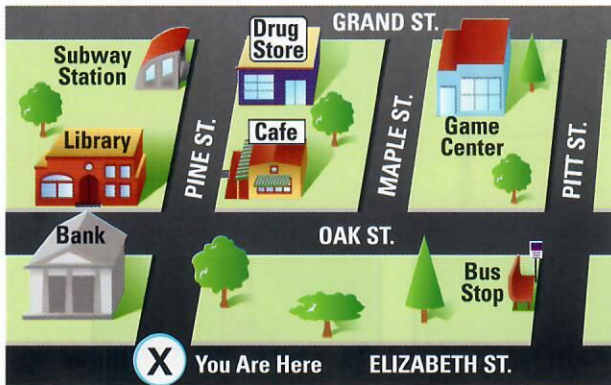 GRAND ST.
Subway
Station
Drug
Store
Library
Cafe
Game
Center
PINE ST.
MAPLE ST.
PITT ST.
Bank
OAK ST.
Bus
Stop
X
You Are Here
ELIZABETH ST.